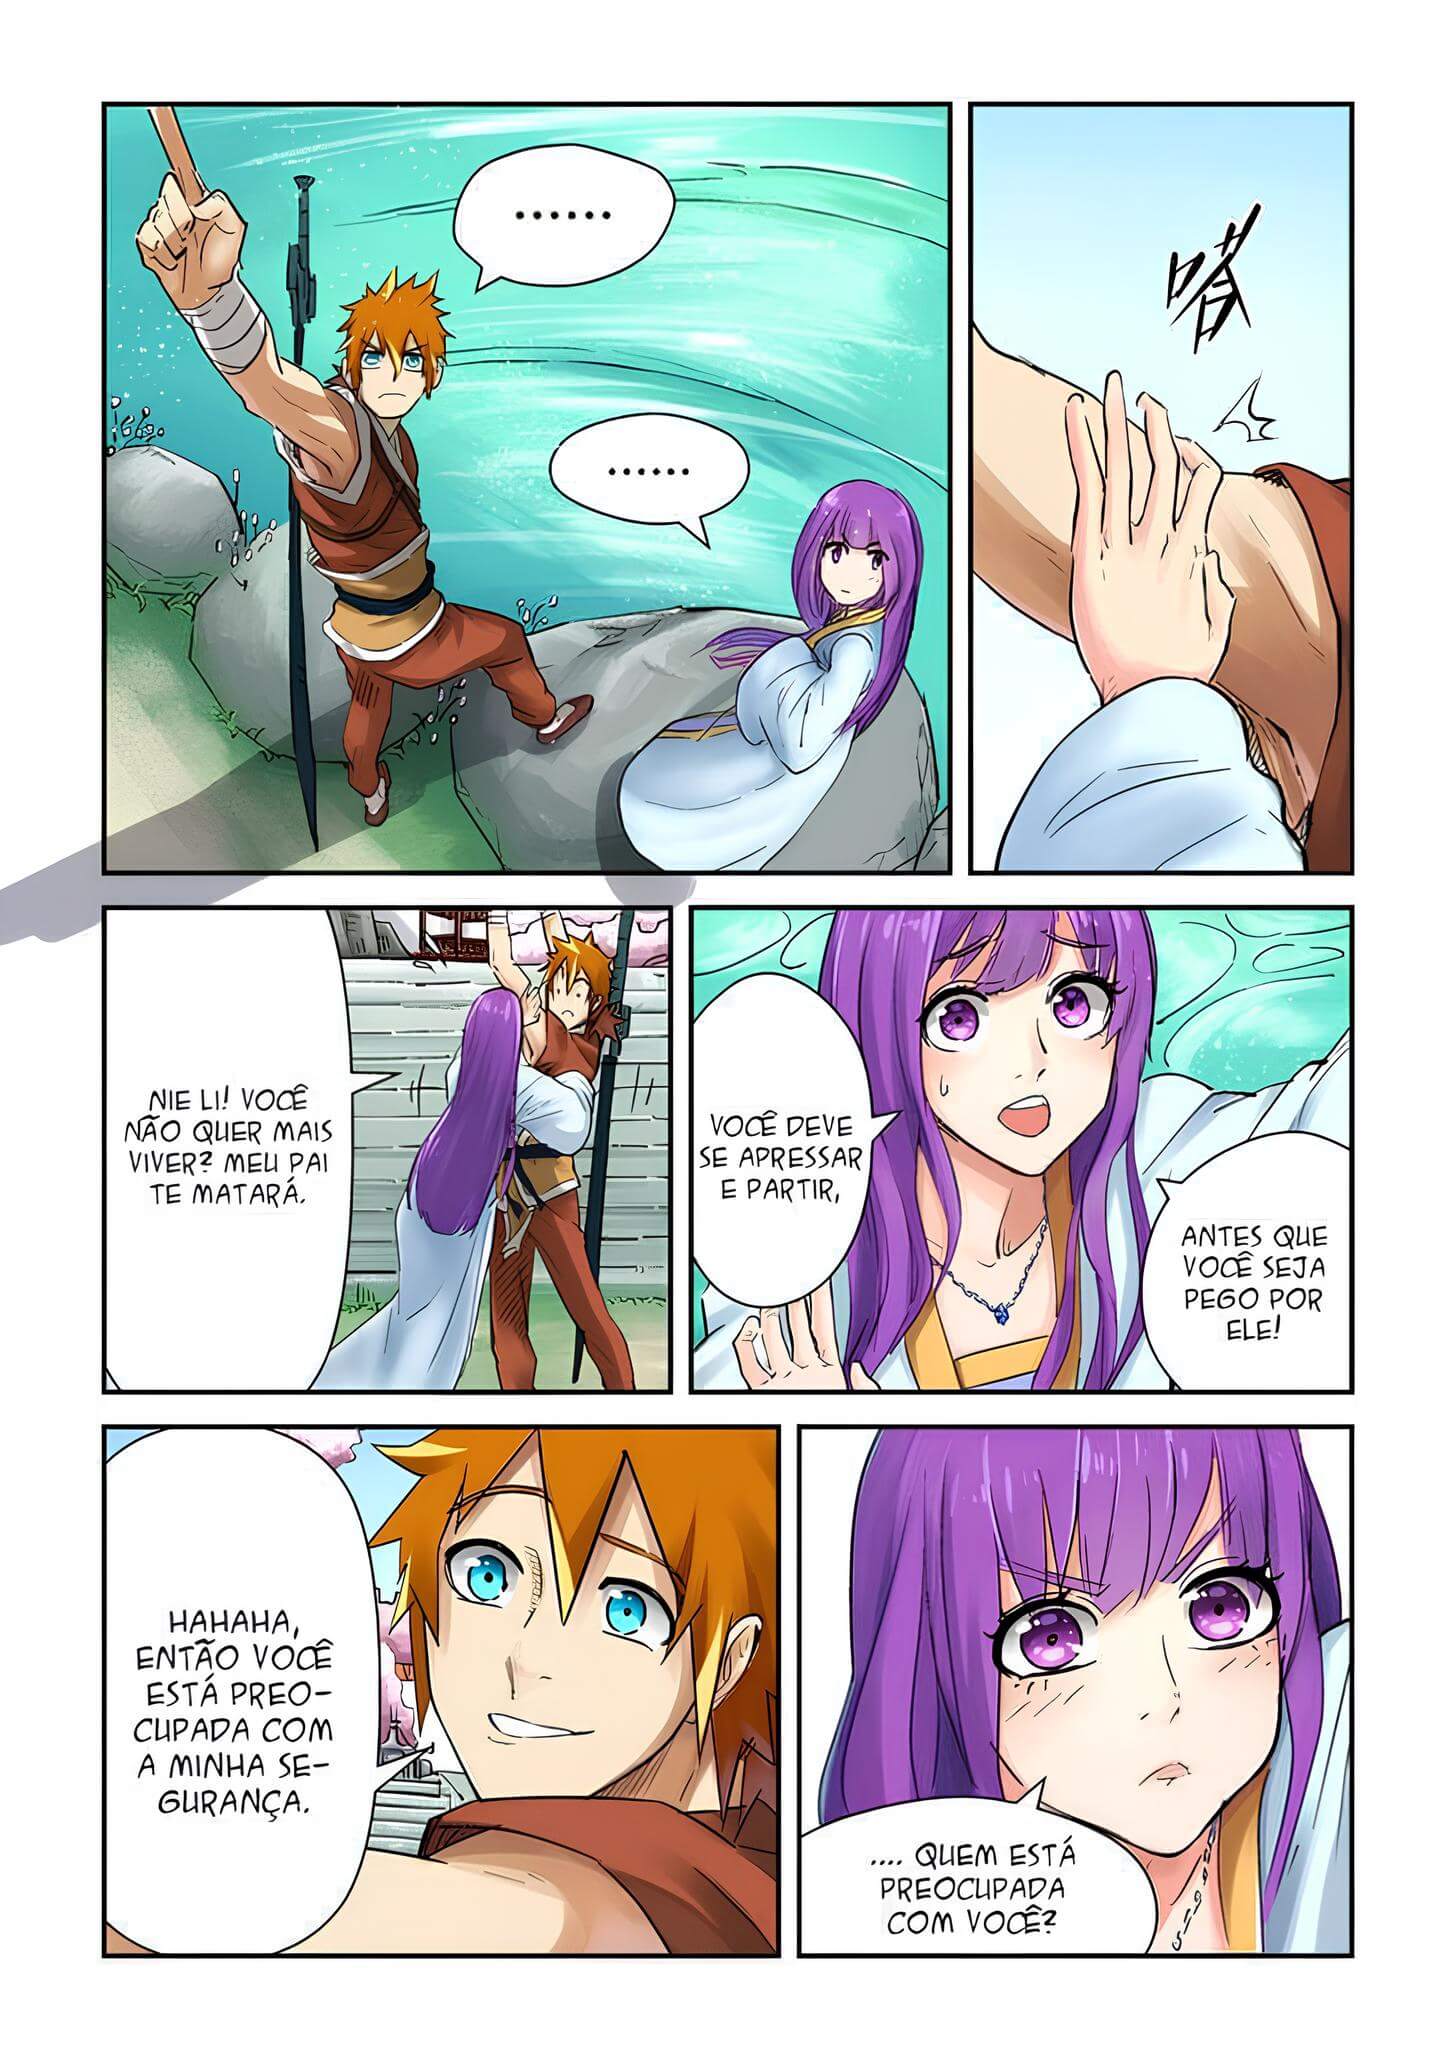 ......
......
嗒
NIE LI! VOCÊ
NÃO QUER MAIS
VIVER? MEU PAI
TE MATARÁ.
VOCÊ DEVE
SE APRESSAR
E PARTIR,
ANTES QUE
VOCÊ SEJA
PEGO POR
ELE!
HAHAHA,
ENTÃO VOCÊ
ESTÁ PREO-
CUPADA COM
A MINHA SE-
GURANÇA.
.... QUEM ESTÁ
PREOCUPADA
COM VOCÊ?